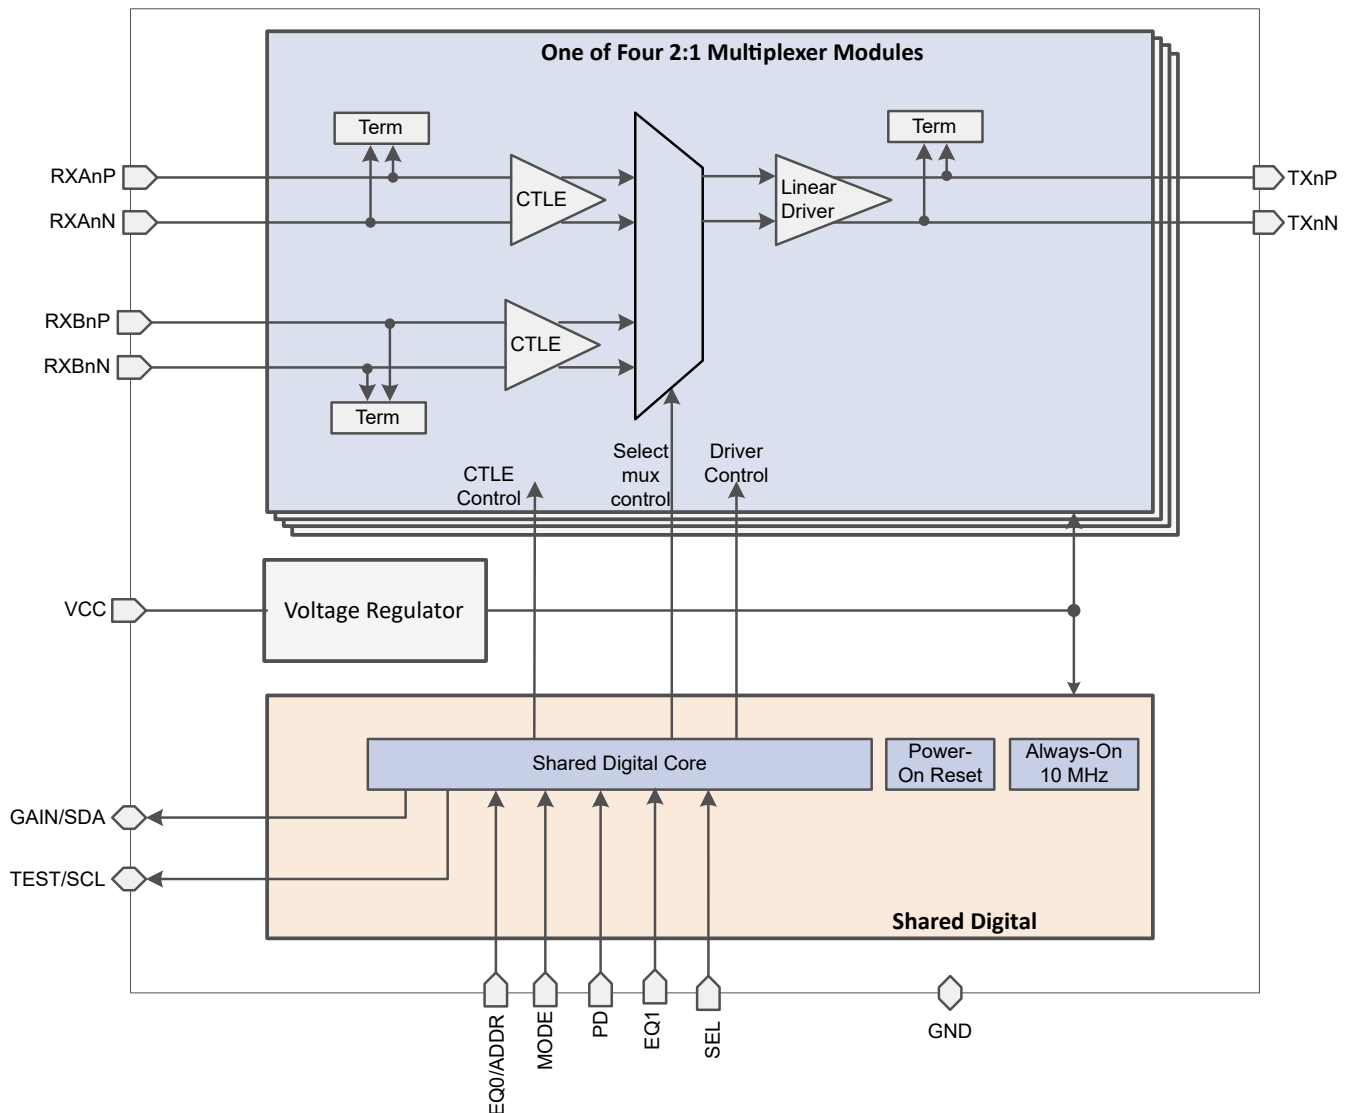 One of Four 2:1 Multiplexer Modules
Term
Term
RXAnP
CTLE
Linear
Driver
TXnP
RXAnN
TXnN
RXBnP
CTLE
RXBnN
Term
CTLE
Control
Select
mux
control
Driver
Control
VCC
Voltage Regulator
Shared Digital Core
Power-
On Reset
Always-On
10 MHz
GAIN/SDA
TEST/SCL
Shared Digital
EQ0/ADDR
MODE
PD
EQ1
SEL
GND